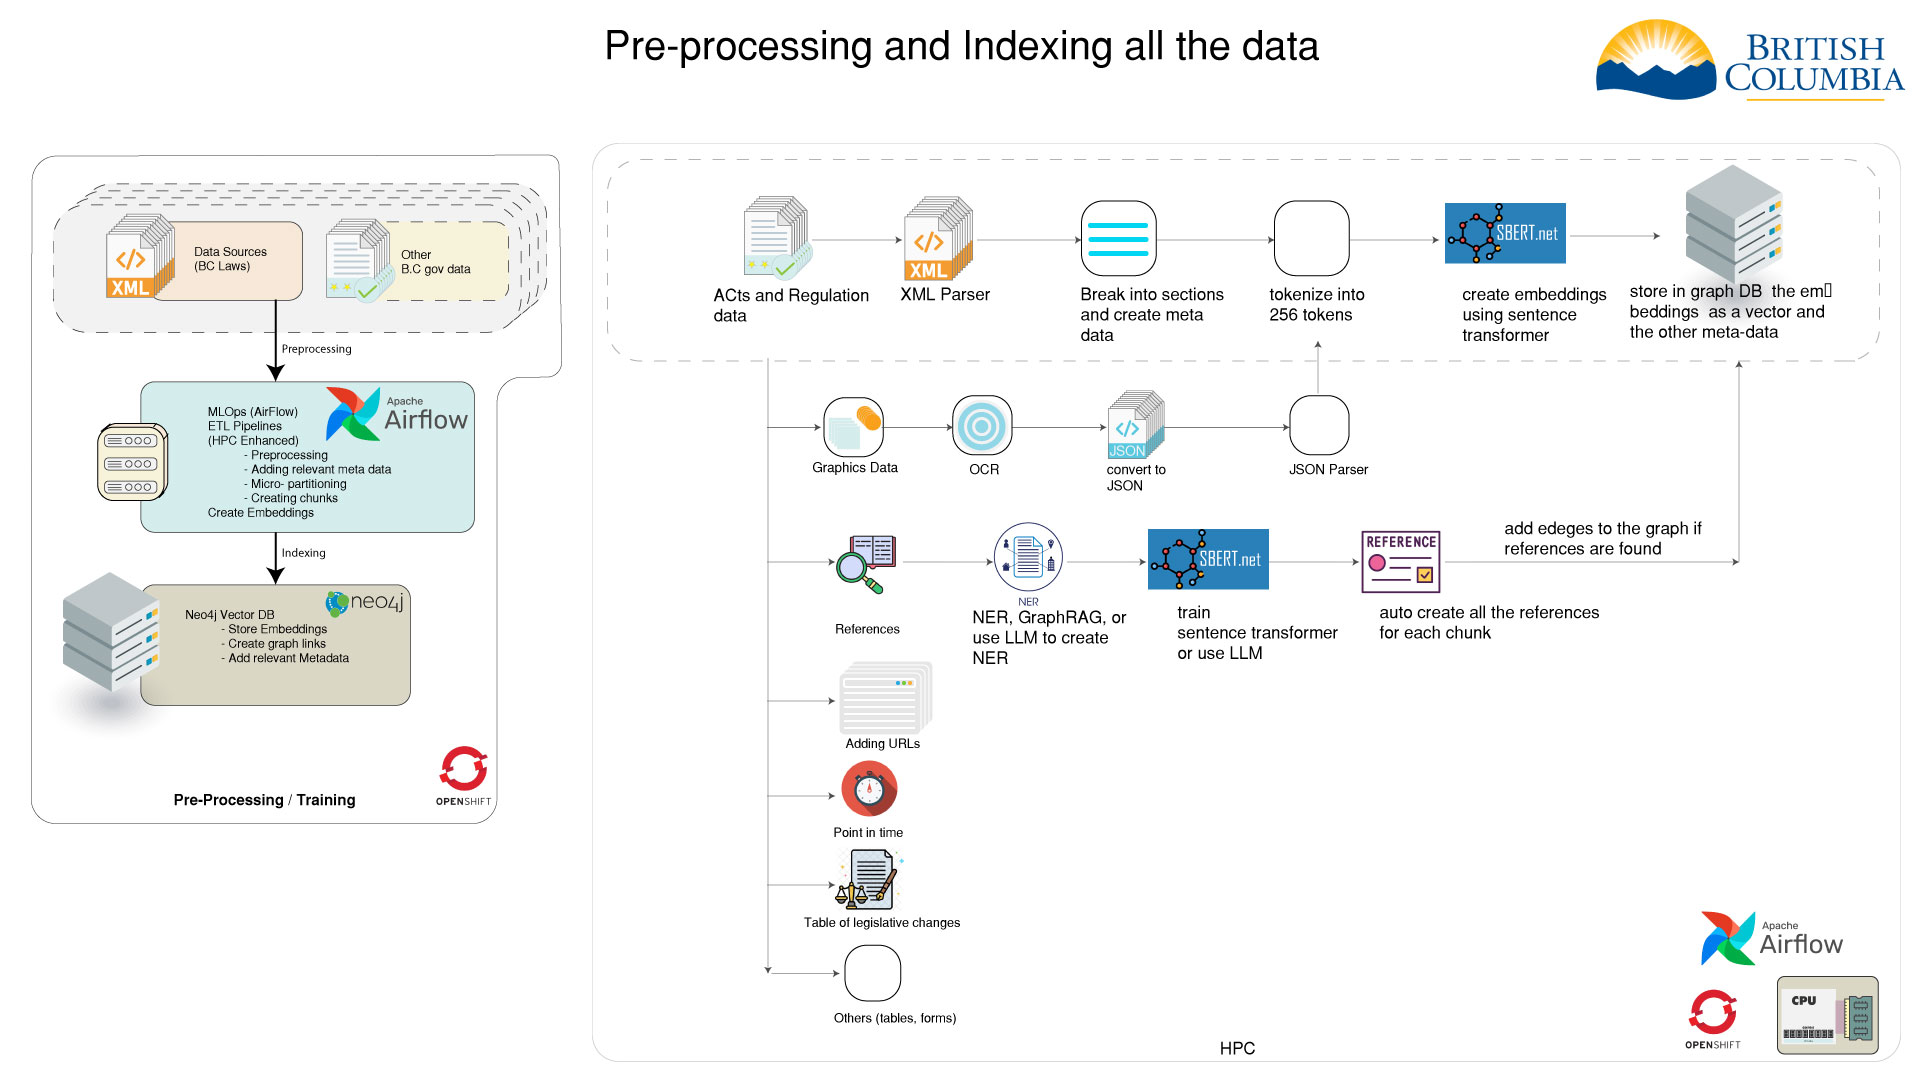 Pre-processing and Indexing all the data
BRITISH
COLUMBIA
XML
Data Sources
(BC Laws)
Other
B.C gov data
Preprocessing
MLOps (AirFlow)
ETL Pipelines
(HPC Enhanced)
- Preprocessing
- Adding relevant meta data
- Micro- partitioning
- Creating chunks
Create Embeddings
Apache
Airflow
Indexing
Neo4j Vector DB
- Store Embeddings
- Create graph links
- Add relevant Metadata
neo4j
Pre-Processing / Training
OPENSHIFT
ACts and Regulation
data
XML
XML Parser
Break into sections
and create meta
data
tokenize into
256 tokens
SBERT.net
create embeddings
using sentence
transformer
store in graph DB  the em
beddings  as a vector and
the other meta-data
Graphics Data
OCR
JSON
convert to
JSON
JSON Parser
References
NER
NER, GraphRAG, or
use LLM to create
NER
SBERT.net
train
sentence transformer
or use LLM
REFERENCE
auto create all the references
for each chunk
add edeges to the graph if
references are found
Adding URLs
Point in time
Table of legislative changes
Others (tables, forms)
Apache
Airflow
OPENSHIFT
CPU
HPC